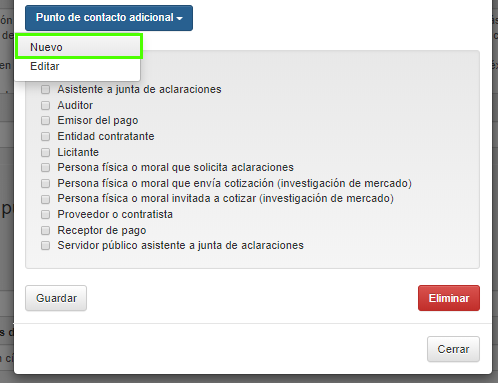 Punto de contacto adicional
Nuevo
Editar
Asistente a junta de aclaraciones
Auditor
Emisor del pago
Entidad contratante
Licitante
Persona física o moral que solicita aclaraciones
Persona física o moral que envía cotización (investigación de mercado)
Persona física o moral invitada a cotizar (investigación de mercado)
Proveedor o contratista
Receptor de pago
Servidor público asistente a junta de aclaraciones
Guardar
Eliminar
Cerrar